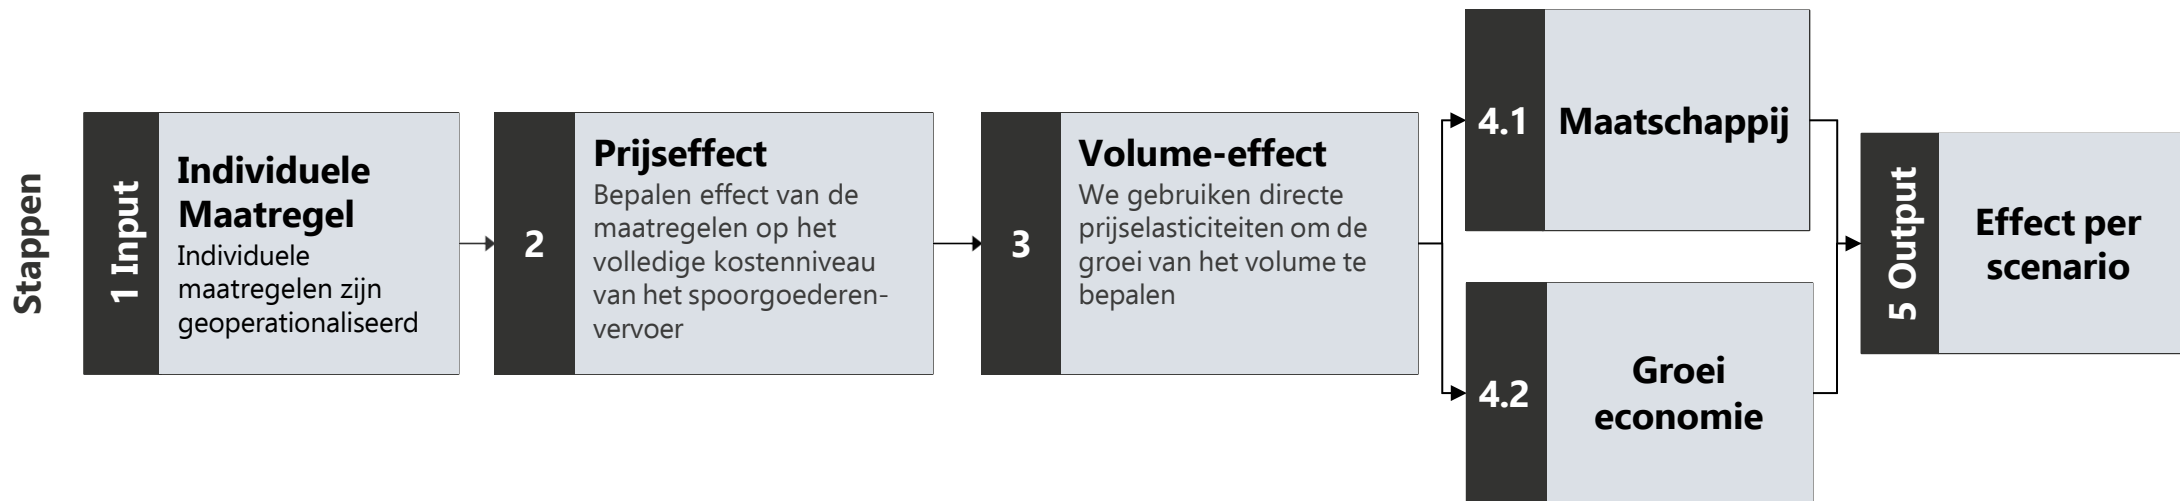 Stappen
1 Input
Individuele
Maatregel
Individuele
maatregelen zijn
geoperationaliseerd
2
Prijseffect
Bepalen effect van de
maatregelen op het
volledige kostenniveau
van het spoorgoederen-
vervoer
3
Volume-effect
We gebruiken directe
prijselasticiteiten om de
groei van het volume te
bepalen
4.1
Maatschappij
4.2
Groei
economie
5 Output
Effect per
scenario